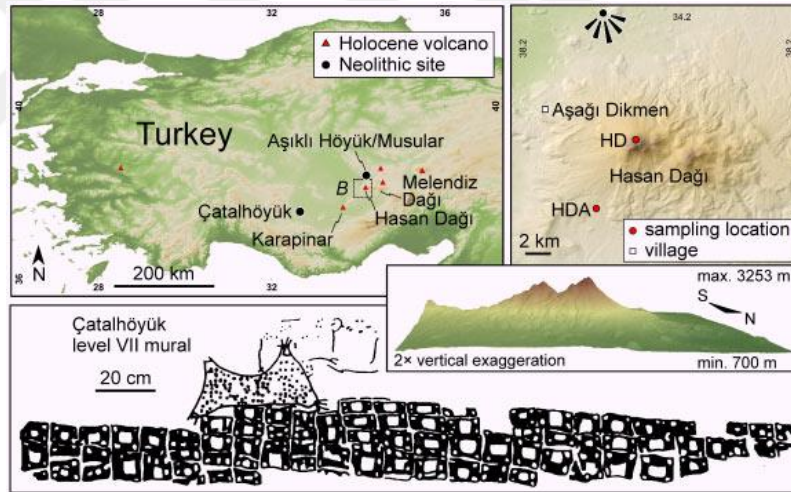 28
32
36
40
Holocene volcano
Neolithic site
40
Turkey
Aşıklı Höyük/Musular
B
Melendiz
Dağı
Çatalhöyük
Hasan Dağı
Karapinar
N
200 km
36
28
32
34.2
38.2
38.2
Aşağı Dikmen
HD
Hasan Dağı
HDA
sampling location
village
2 km
max. 3253 m
S
N
2× vertical exaggeration
min. 700 m
Çatalhöyük
level VII mural
20 cm